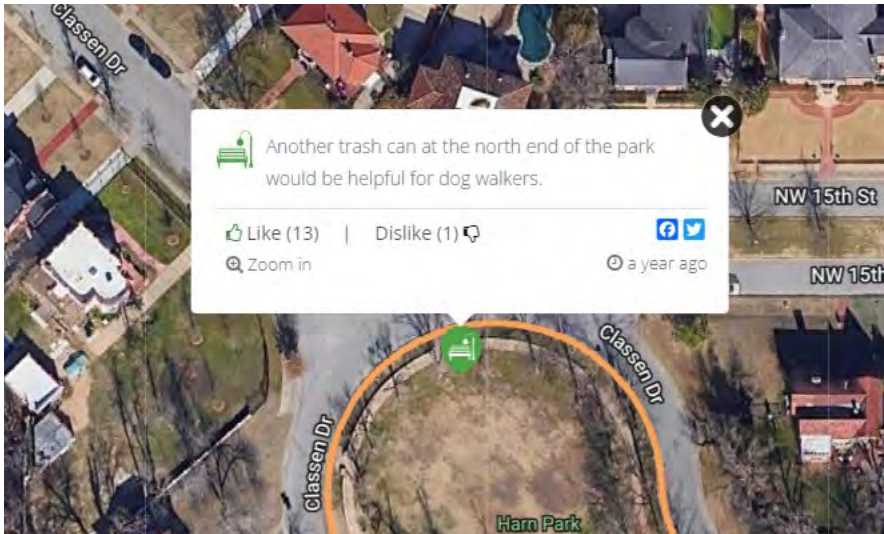 Classen Dr
Another trash can at the north end of the park
would be helpful for dog walkers.
Like (13) | Dislike (1)
Zoom in
a year ago
NW 15th St
NW 15th
Classen Dr
Classen Dr
Harn Park